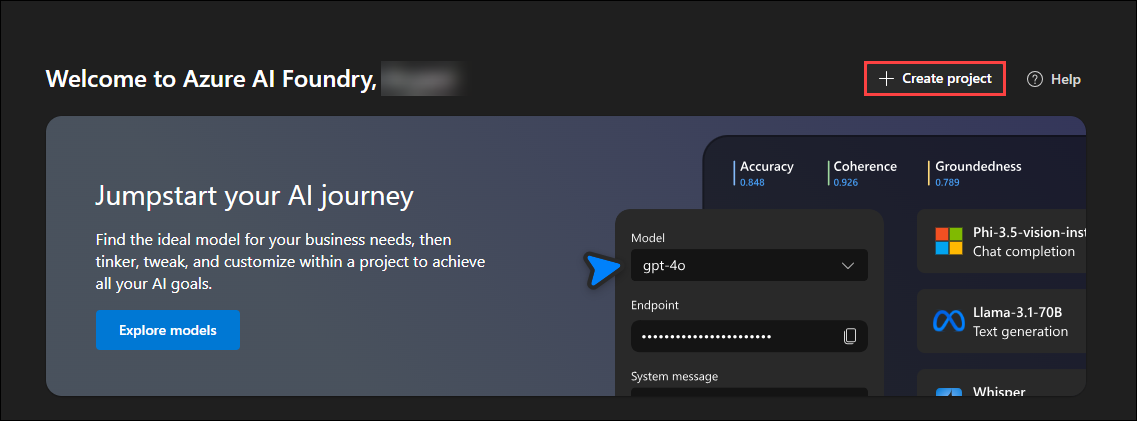 Welcome to Azure AI Foundry,
Create project
Help
Jumpstart your AI journey
Find the ideal model for your business needs, then
tinker, tweak, and customize within a project to achieve
all your AI goals.
Explore models
Accuracy
0.848
Coherence
0.926
Groundedness
0.789
Model
gpt-4o
Endpoint
••••••••••••••••••••••••
System message
Phi-3.5-vision-inst
Chat completion
Llama-3.1-70B
Text generation
Whisper